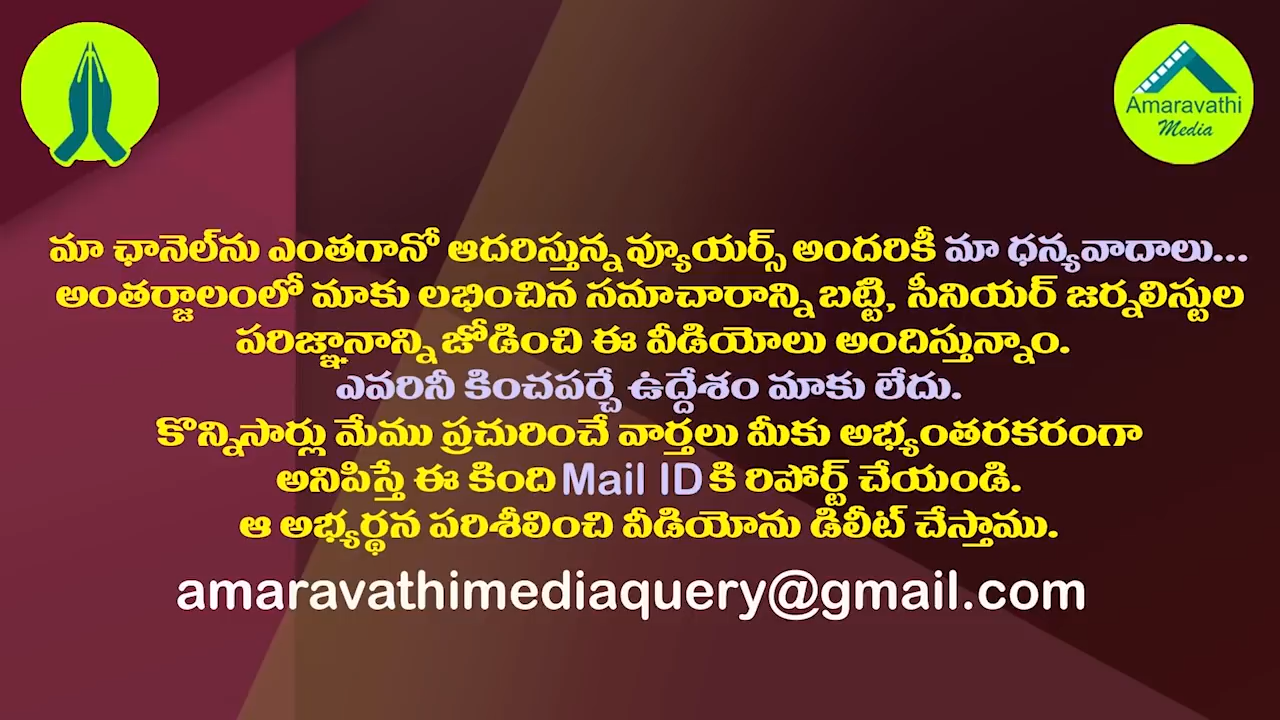 Amaravathi
Media
మా ఛానెల్‌ను ఎంతగానో ఆదరిస్తున్న వ్యూయర్స్ అందరికీ మా ధన్యవాదాలు...
అంతర్జాలంలో మాకు లభించిన సమాచారాన్ని బట్టి, సీనియర్ జర్నలిస్టుల
పరిజ్ఞానాన్ని జోడించి ఈ వీడియోలు అందిస్తున్నాం.
ఎవరినీ కించపర్చే ఉద్దేశం మాకు లేదు.
కొన్నిసార్లు మేము ప్రచురించే వార్తలు మీకు అభ్యంతరకరంగా
అనిపిస్తే ఈ కింది Mail ID కి రిపోర్ట్ చేయండి.
ఆ అభ్యర్థన పరిశీలించి వీడియోను డిలీట్ చేస్తాము.
amaravathimediaquery@gmail.com